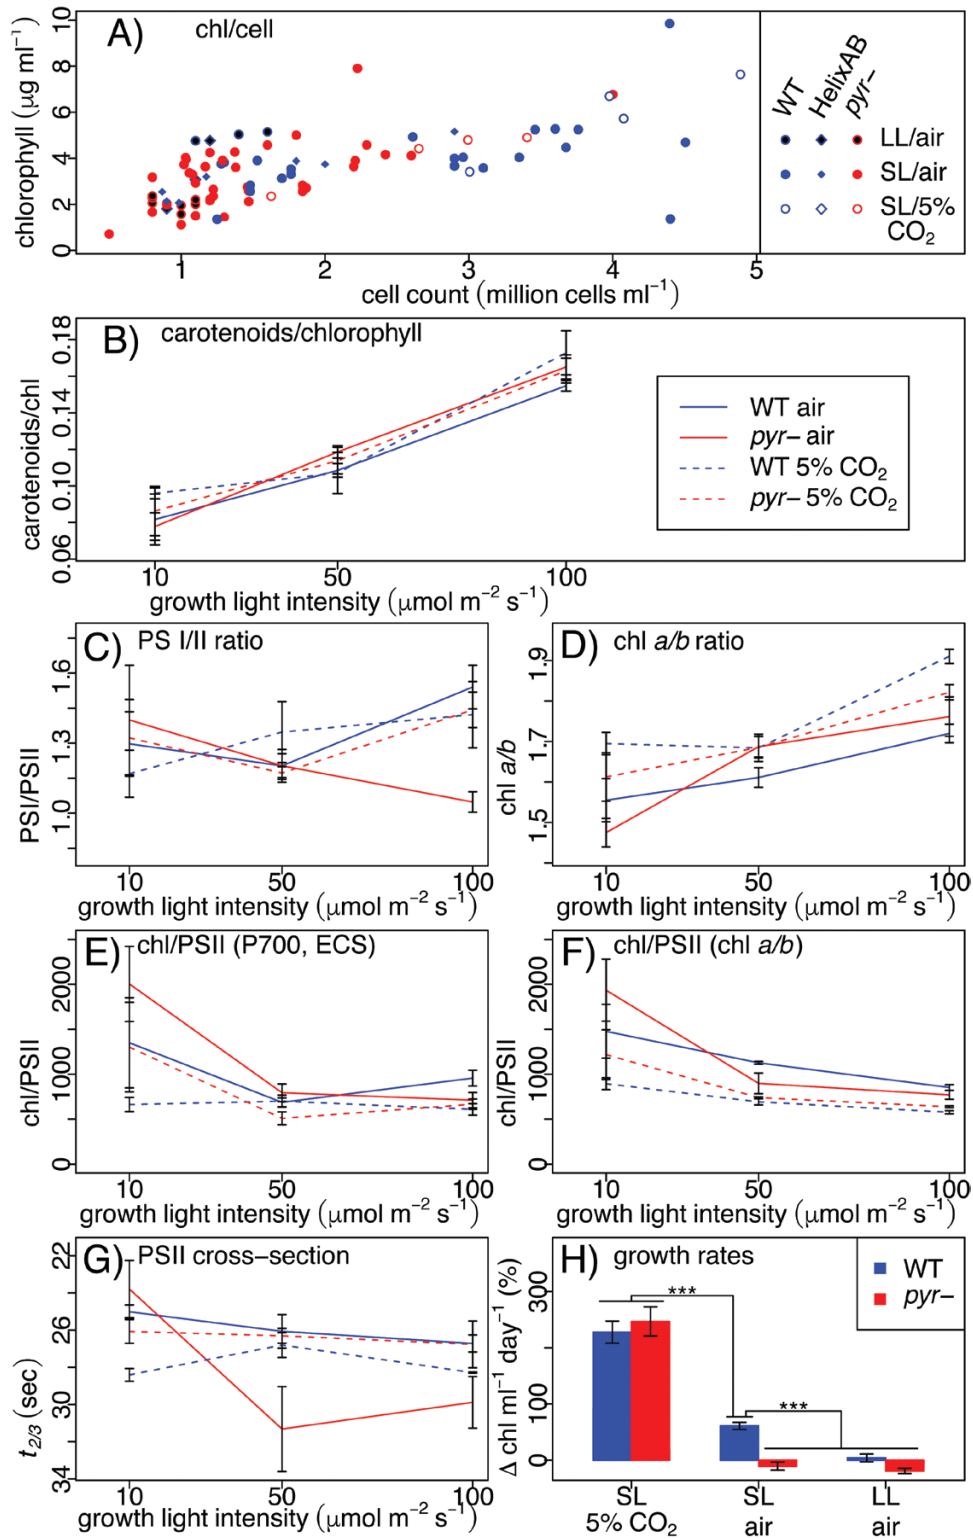 A) chl/cell
chlorophyll (μg ml⁻¹)
10
8
6
4
2
0
1 2 3 4 5
cell count (million cells ml⁻¹)
WT HelixAB pyr–
LL/air
SL/air
SL/5%
CO₂
B) carotenoids/chlorophyll
carotenoids/chl
0.18
0.14
0.10
0.06
10 50 100
growth light intensity (μmol m⁻² s⁻¹)
WT air
pyr– air
WT 5% CO₂
pyr– 5% CO₂
C) PS I/II ratio
PSI/PSII
1.6
1.3
1.0
10 50 100
growth light intensity (μmol m⁻² s⁻¹)
D) chl a/b ratio
chl a/b
1.9
1.7
1.5
10 50 100
growth light intensity (μmol m⁻² s⁻¹)
E) chl/PSII (P700, ECS)
chl/PSII
2000
1000
0
10 50 100
growth light intensity (μmol m⁻² s⁻¹)
F) chl/PSII (chl a/b)
chl/PSII
2000
1000
0
10 50 100
growth light intensity (μmol m⁻² s⁻¹)
G) PSII cross–section
t2/3 (sec)
22
26
30
34
10 50 100
growth light intensity (μmol m⁻² s⁻¹)
H) growth rates
Δ chl ml⁻¹ day⁻¹ (%)
300
100
0
***
***
WT
pyr–
SL SL LL
5% CO₂ air air